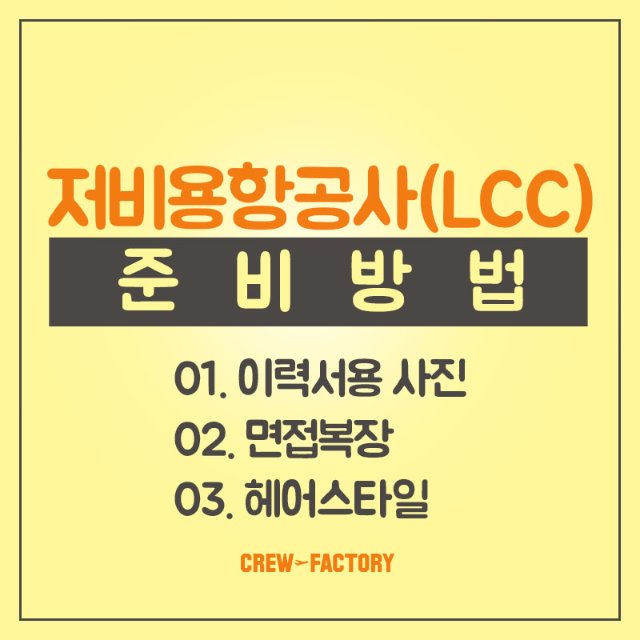 저비용항공사(LCC)
준비방법
01. 이력서용 사진
02. 면접복장
03. 헤어스타일
CREW-FACTORY